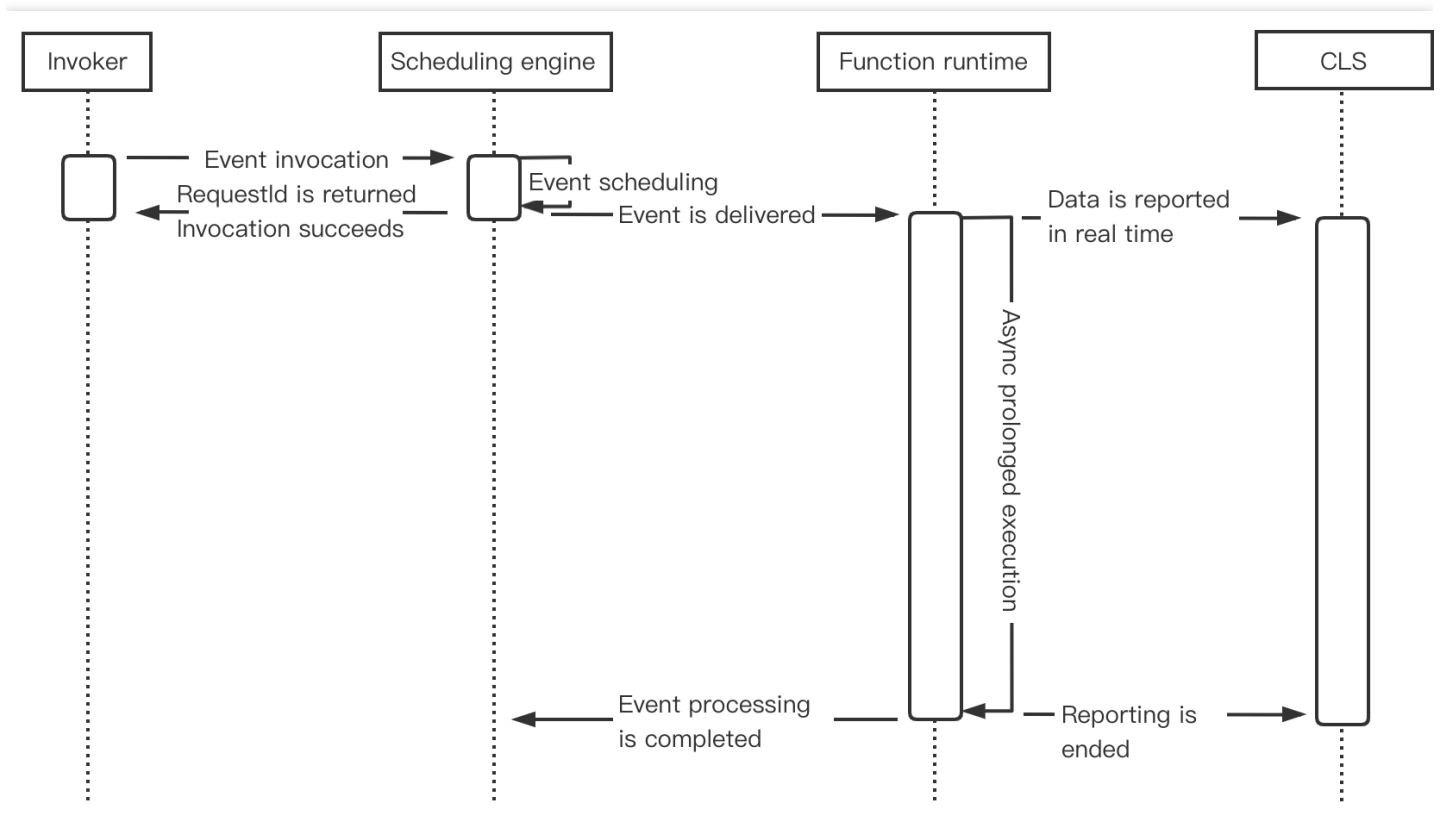 Invoker
Scheduling engine
Function runtime
CLS
Event invocation
RequestId is returned
Invocation succeeds
Event scheduling
Event is delivered
Data is reported
in real time
Async prolonged execution
Event processing
is completed
Reporting is
ended